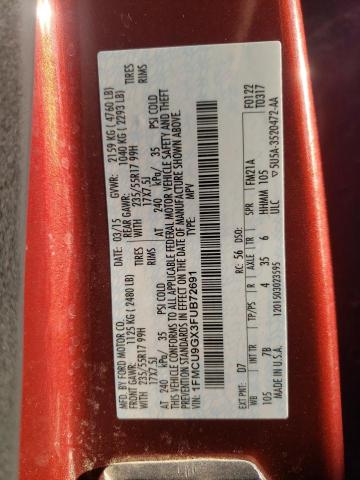 MFD. BY FORD MOTOR CO.
DATE: 03/15 GVWR: 2159 KG ( 4760 LB)
FRONT GAWR: 1125 KG ( 2480 LB) REAR GAWR: 1040 KG ( 2293 LB)
WITH 235/55R17 99H TIRES WITH 235/55R17 99H TIRES
17X7.5J RIMS 17X7.5J RIMS
AT 240 kPa/ 35 PSI COLD AT 240 kPa/ 35 PSI COLD
THIS VEHICLE CONFORMS TO ALL APPLICABLE FEDERAL MOTOR VEHICLE SAFETY AND THEFT
PREVENTION STANDARDS IN EFFECT ON THE DATE OF MANUFACTURE SHOWN ABOVE.
VIN: 1FMCU9GX3FUB72691
TYPE: MPV
F0122
T0317
EXT PNT: D7 RC: 56 DSO: FM21A
WB INT TR TP/PS R AXLE TR SPR
105 7B 4 35 6 HHMM 105
MADE IN U.S.A. ULC
1201503023595 5U5A-3520472-AA